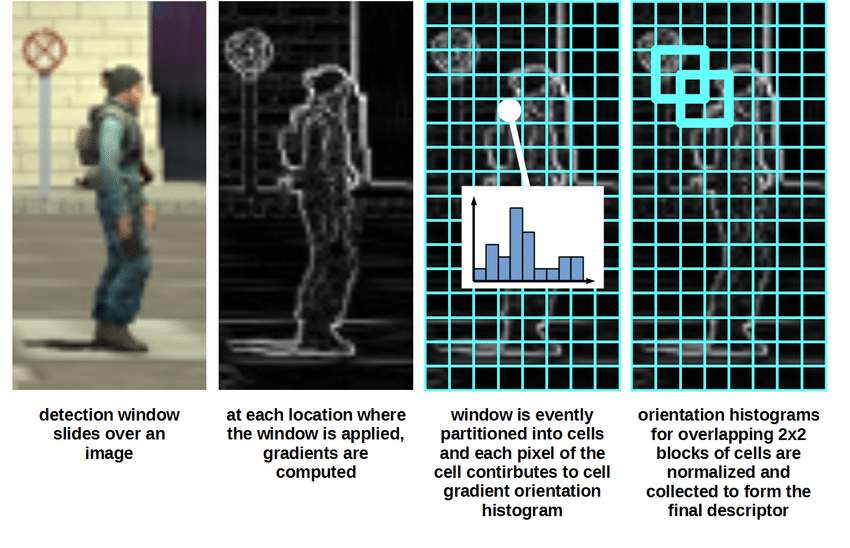 detection window
slides over an
image
at each location where
the window is applied,
gradients are
computed
window is evently
partitioned into cells
and each pixel of the
cell contirbutes to cell
gradient orientation
histogram
orientation histograms
for overlapping 2x2
blocks of cells are
normalized and
collected to form the
final descriptor